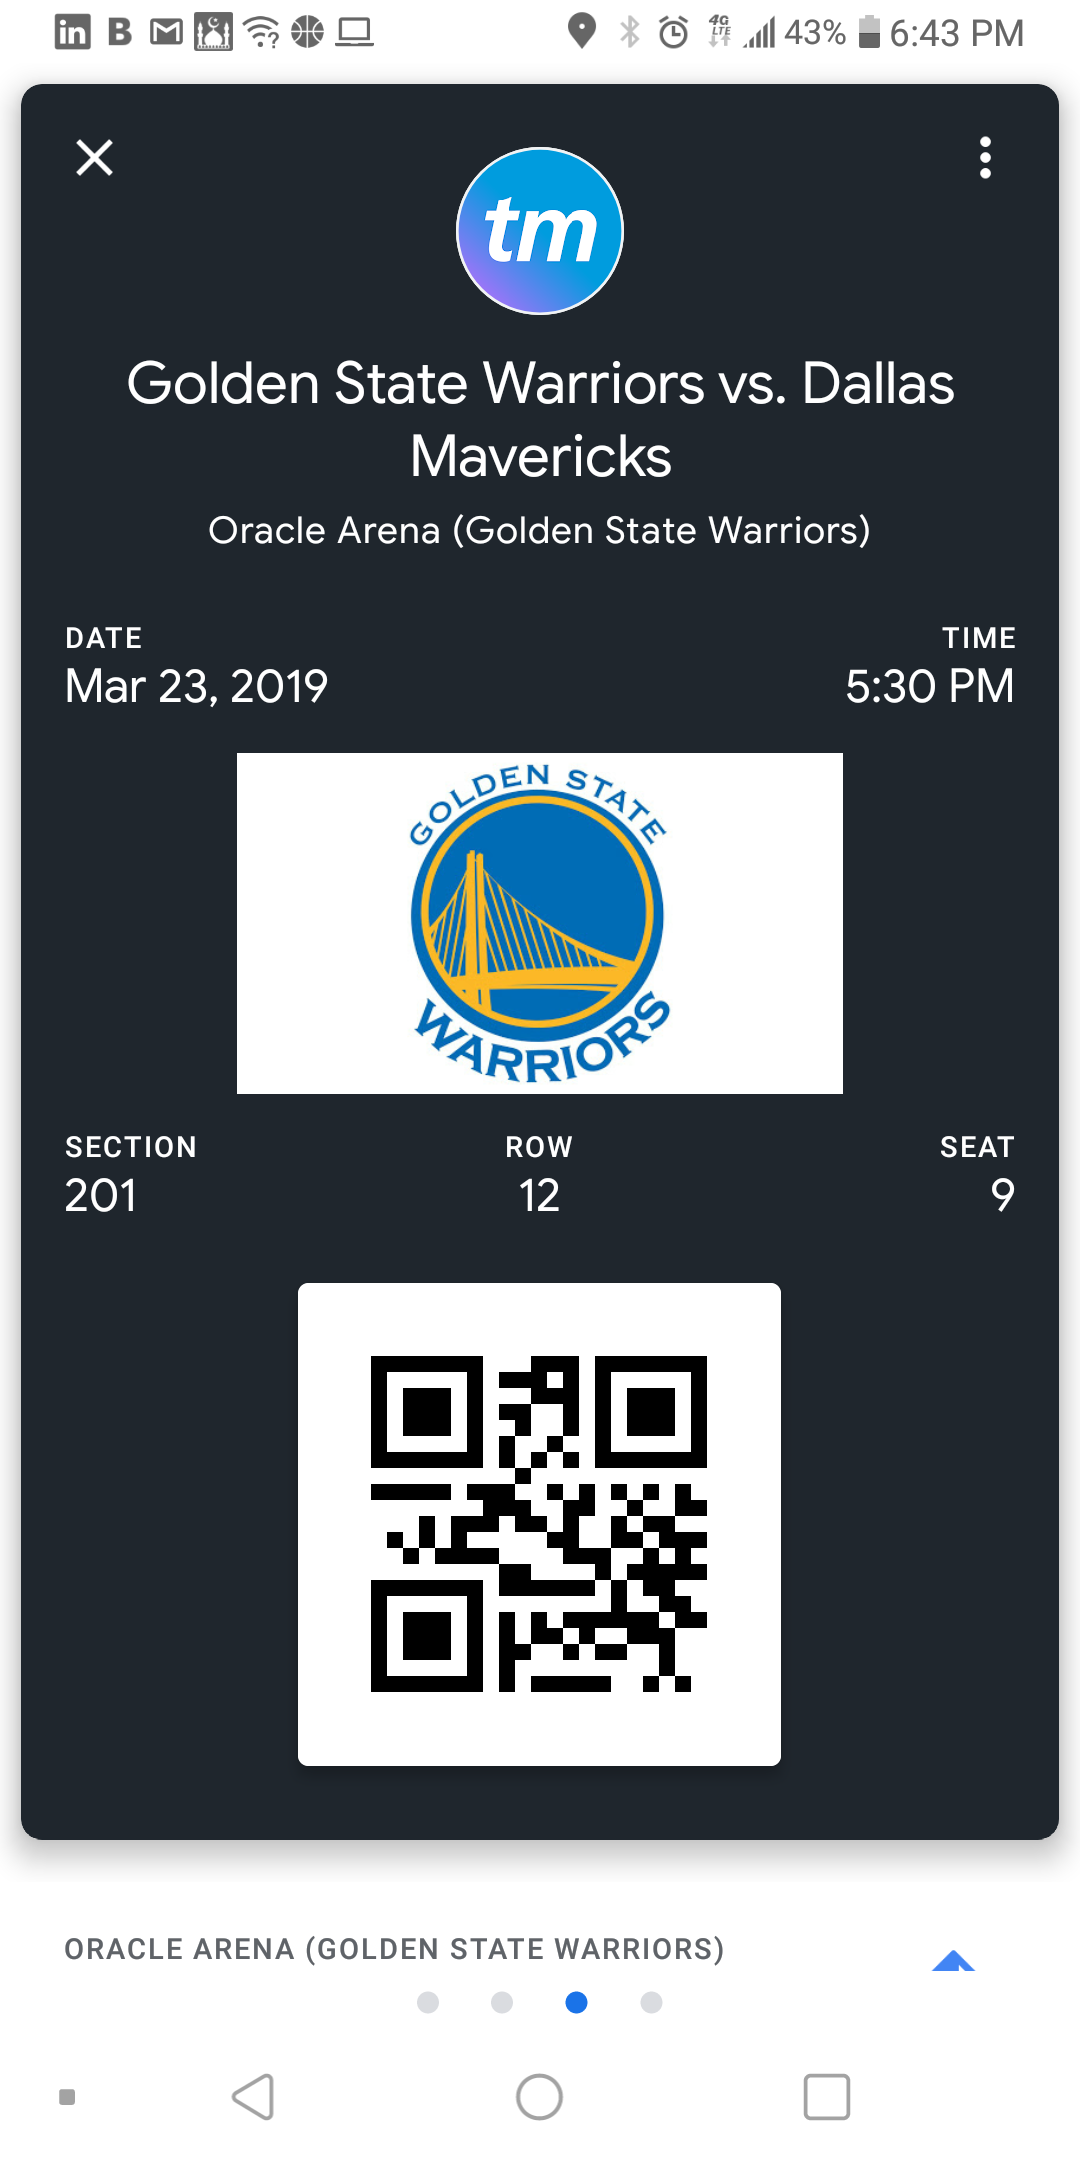 in B M 4G LTE 43% 6:43 PM
tm
Golden State Warriors vs. Dallas
Mavericks
Oracle Arena (Golden State Warriors)
DATE TIME
Mar 23, 2019 5:30 PM
GOLDEN STATE
WARRIORS
SECTION ROW SEAT
201 12 9
ORACLE ARENA (GOLDEN STATE WARRIORS)